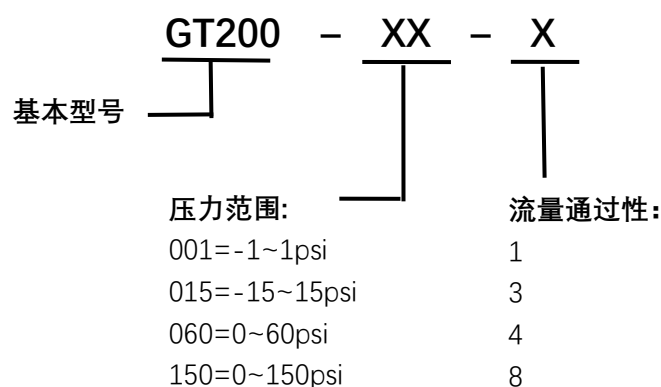 GT200 – XX – X
基本型号
压力范围:
001=-1~1psi
015=-15~15psi
060=0~60psi
150=0~150psi
流量通过性：
1
3
4
8